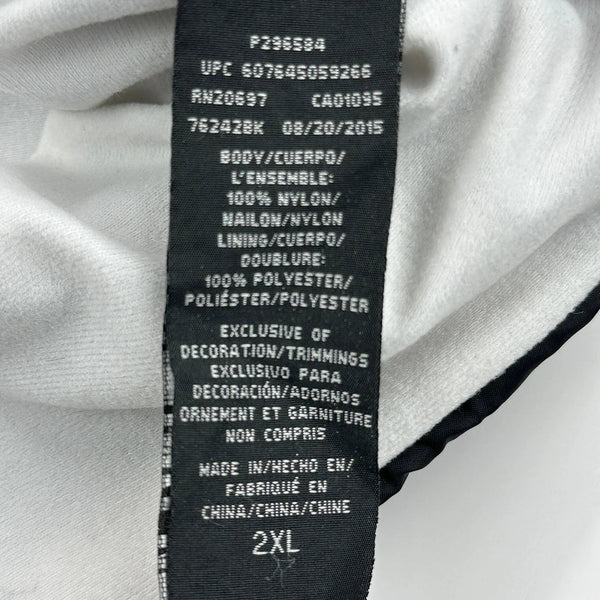 P296584
UPC 607645059266
RN20697 CA01095
76242BK 08/20/2015
BODY/CUERPO/
L'ENSEMBLE:
100% NYLON/
NAILON/NYLON
LINING/CUERPO/
DOUBLURE:
100% POLYESTER/
POLIÉSTER/POLYESTER
EXCLUSIVE OF
DECORATION/TRIMMINGS
EXCLUSIVO PARA
DECORACIÓN/ADORNOS
ORNEMENT ET GARNITURE
NON COMPRIS
MADE IN/HECHO EN/
FABRIQUÉ EN
CHINA/CHINA/CHINE
2XL